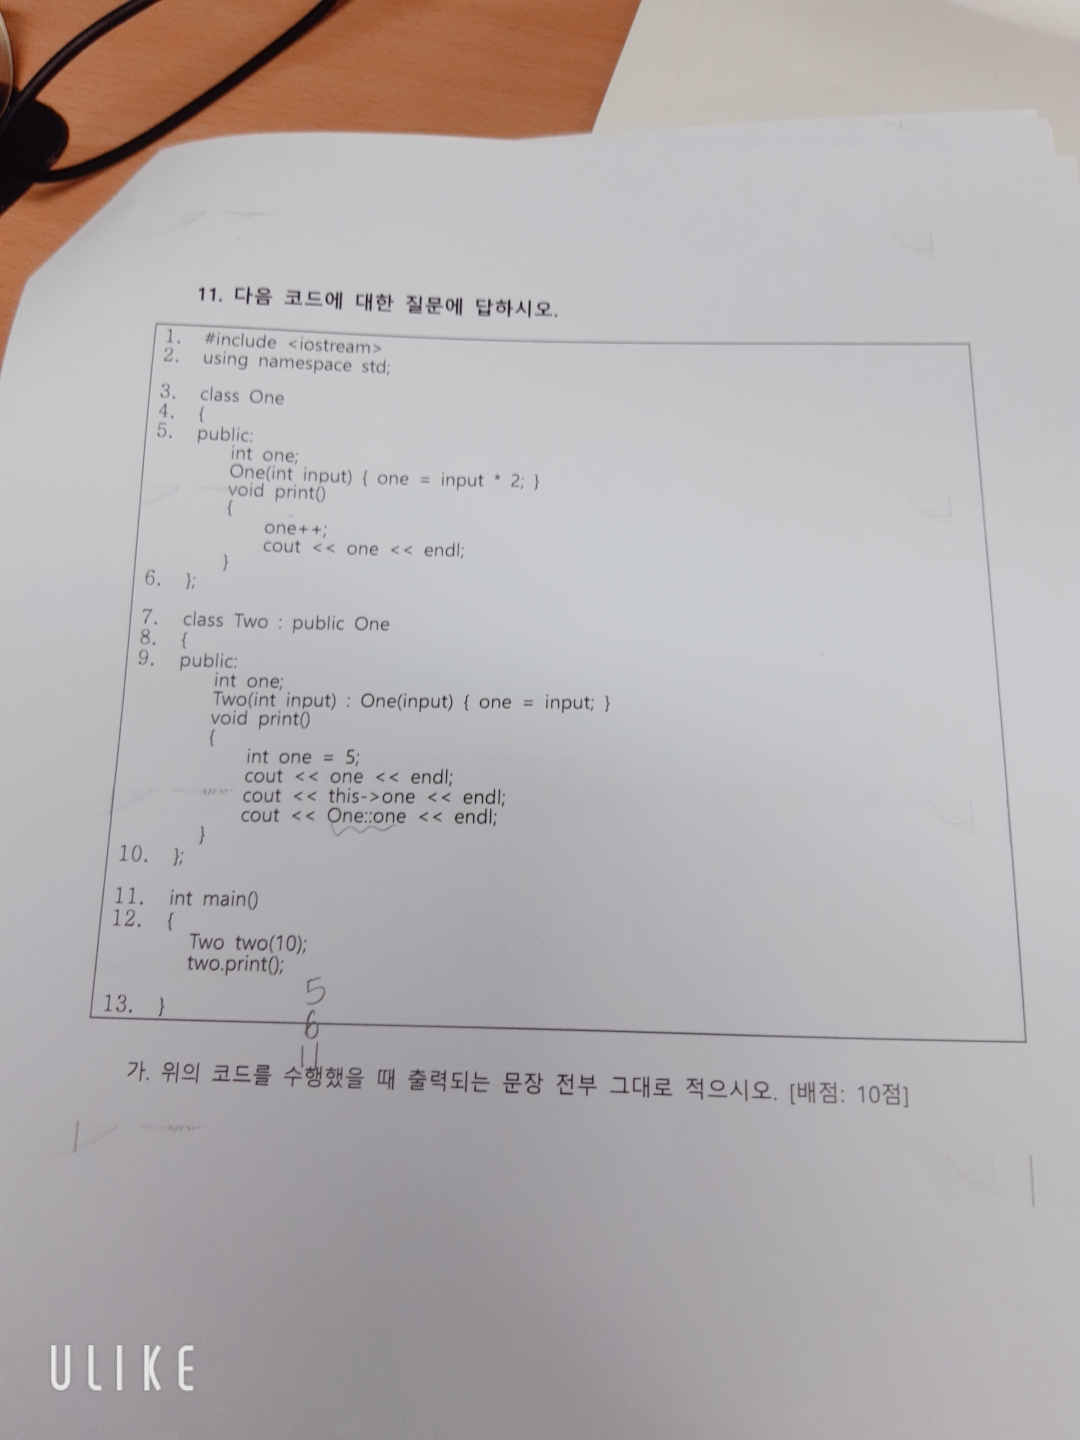 11. 다음 코드에 대한 질문에 답하시오.
1. #include <iostream>
2. using namespace std;
3. class One
4. {
5. public:
int one;
One(int input) { one = input * 2; }
void print()
{
one++;
cout << one << endl;
}
6. };
7. class Two : public One
8. {
9. public:
int one;
Two(int input) : One(input) { one = input; }
void print()
{
int one = 5;
cout << one << endl;
cout << this->one << endl;
cout << One::one << endl;
}
10. };
11. int main()
12. {
Two two(10);
two.print();
5
13. }
6
11
가. 위의 코드를 수행했을 때 출력되는 문장 전부 그대로 적으시오. [배점: 10점]
ULIKE